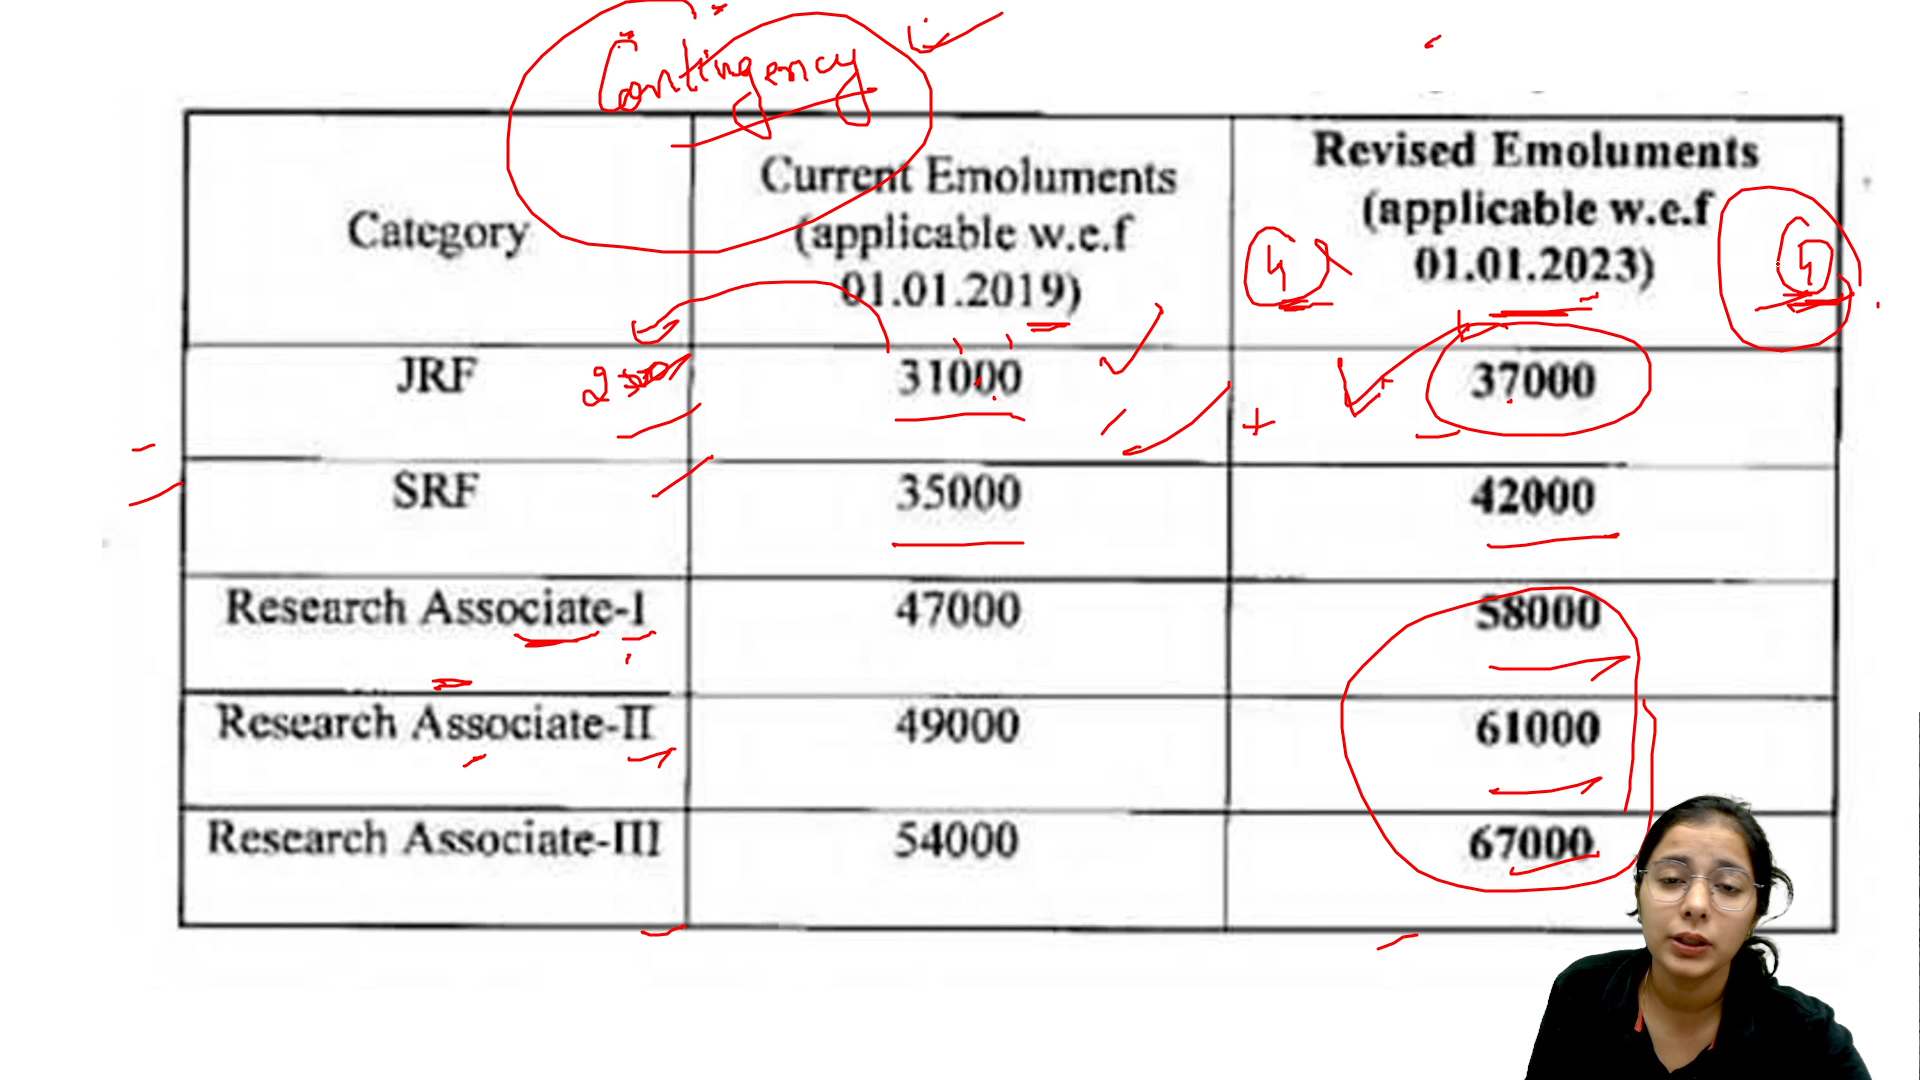 Contingency
Category
Current Emoluments
(applicable w.e.f
01.01.2019)
Revised Emoluments
(applicable w.e.f
01.01.2023)
4
4
JRF
31000
37000
SRF
35000
42000
Research Associate-I
47000
58000
Research Associate-II
49000
61000
Research Associate-III
54000
67000